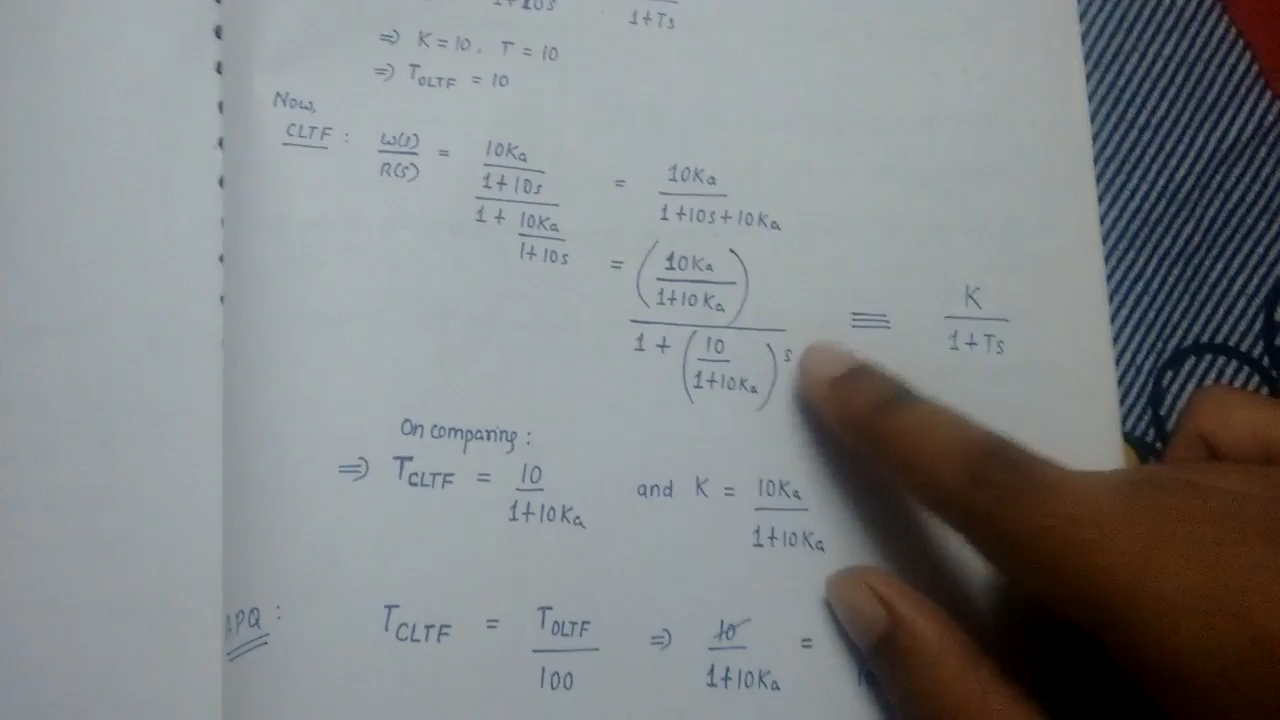 1+10s 1+Ts
⇒ K = 10, T = 10
⇒ T_OLTF = 10
Now,
CLTF : W(s)/R(s) = (10Ka/(1+10s))/(1 + 10Ka/(1+10s)) = 10Ka/(1+10s+10Ka)
= (10Ka/(1+10Ka))/(1 + (10/(1+10Ka))s) ≡ K/(1+Ts)
On comparing :
⇒ T_CLTF = 10/(1+10Ka) and K = 10Ka/(1+10Ka)
APQ : T_CLTF = T_OLTF/100 ⇒ 10/(1+10Ka) =